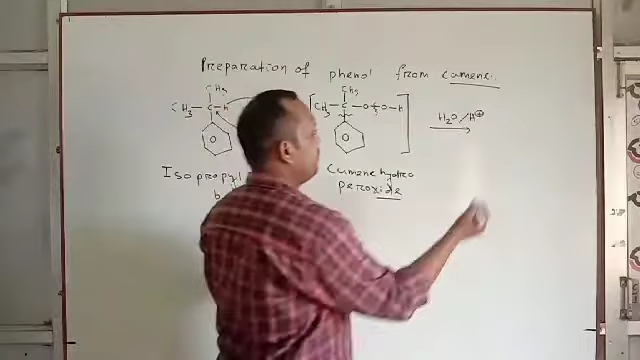 Preparation of phenol from cumene.
CH3 CH3
CH3-C-H [CH3-C-O-O-H] H2O/H⊕
Isopropyl Cumene hydro
b peroxide